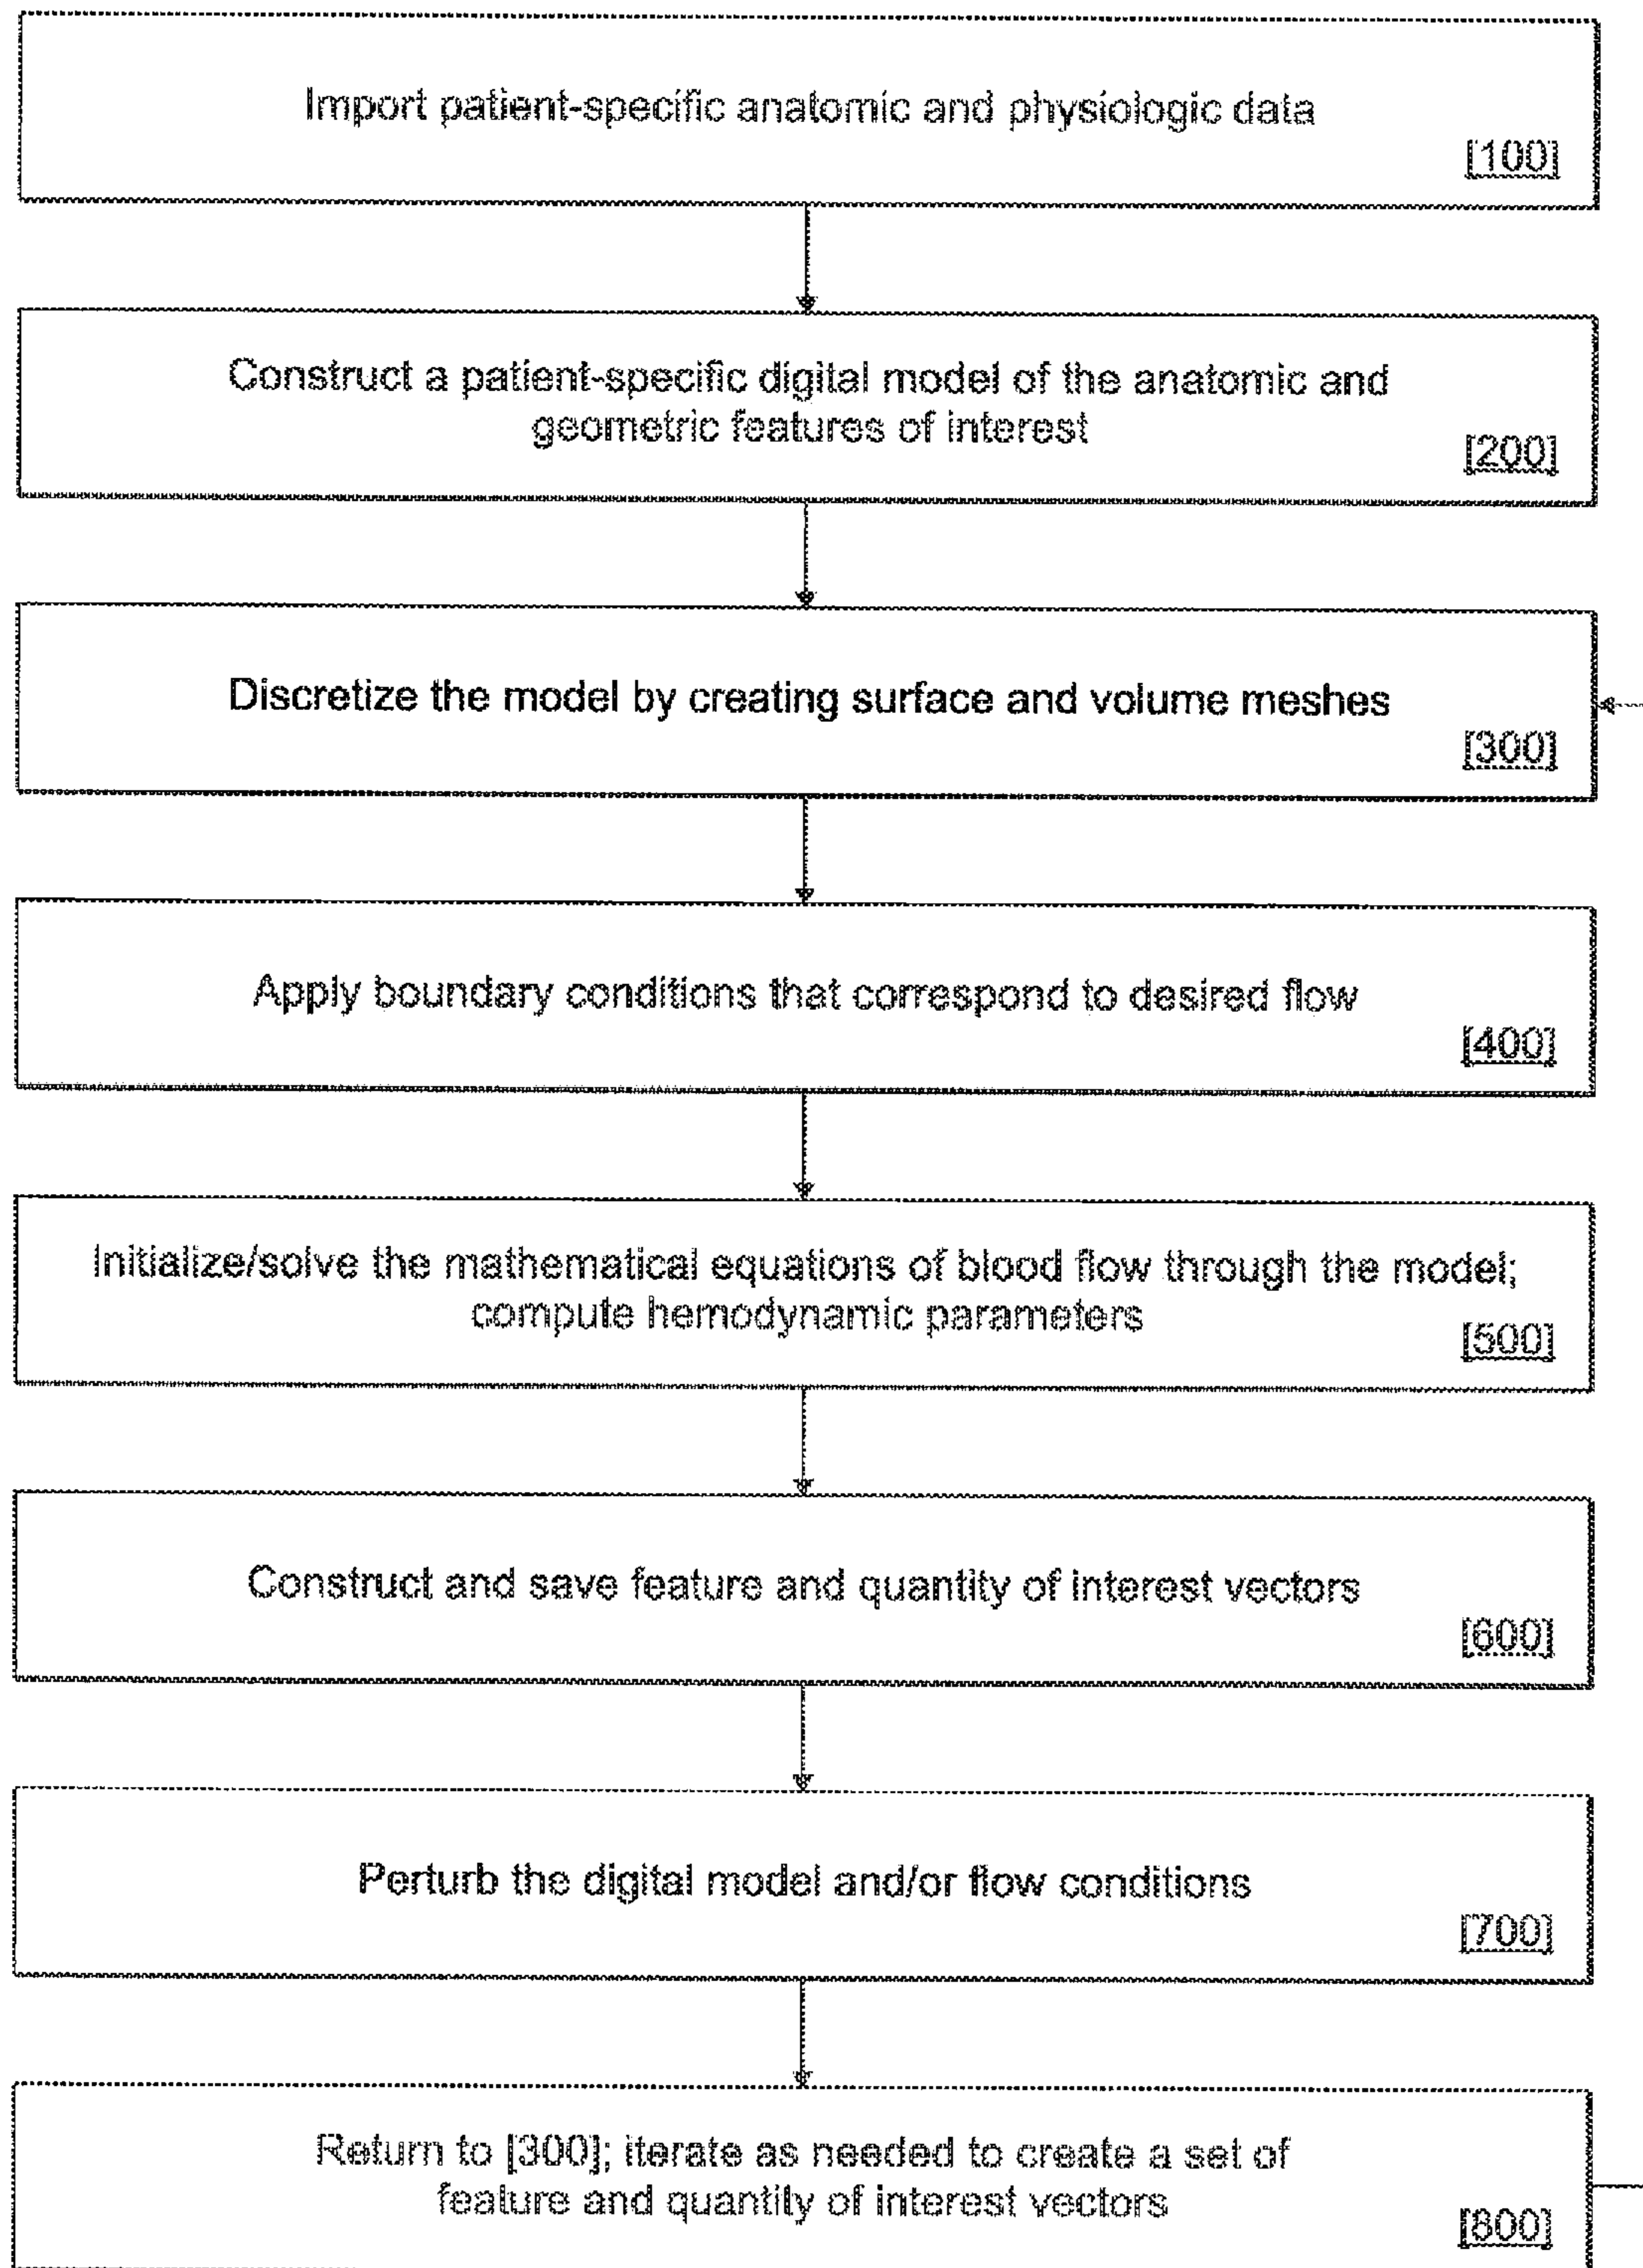 Import patient-specific anatomic and physiologic data
[100]
Construct a patient-specific digital model of the anatomic and
geometric features of interest
[200]
Discretize the model by creating surface and volume meshes
[300]
Apply boundary conditions that correspond to desired flow
[400]
Initialize/solve the mathematical equations of blood flow through the model;
compute hemodynamic parameters
[500]
Construct and save feature and quantity of interest vectors
[600]
Perturb the digital model and/or flow conditions
[700]
Return to [300]; iterate as needed to create a set of
feature and quantity of interest vectors
[800]